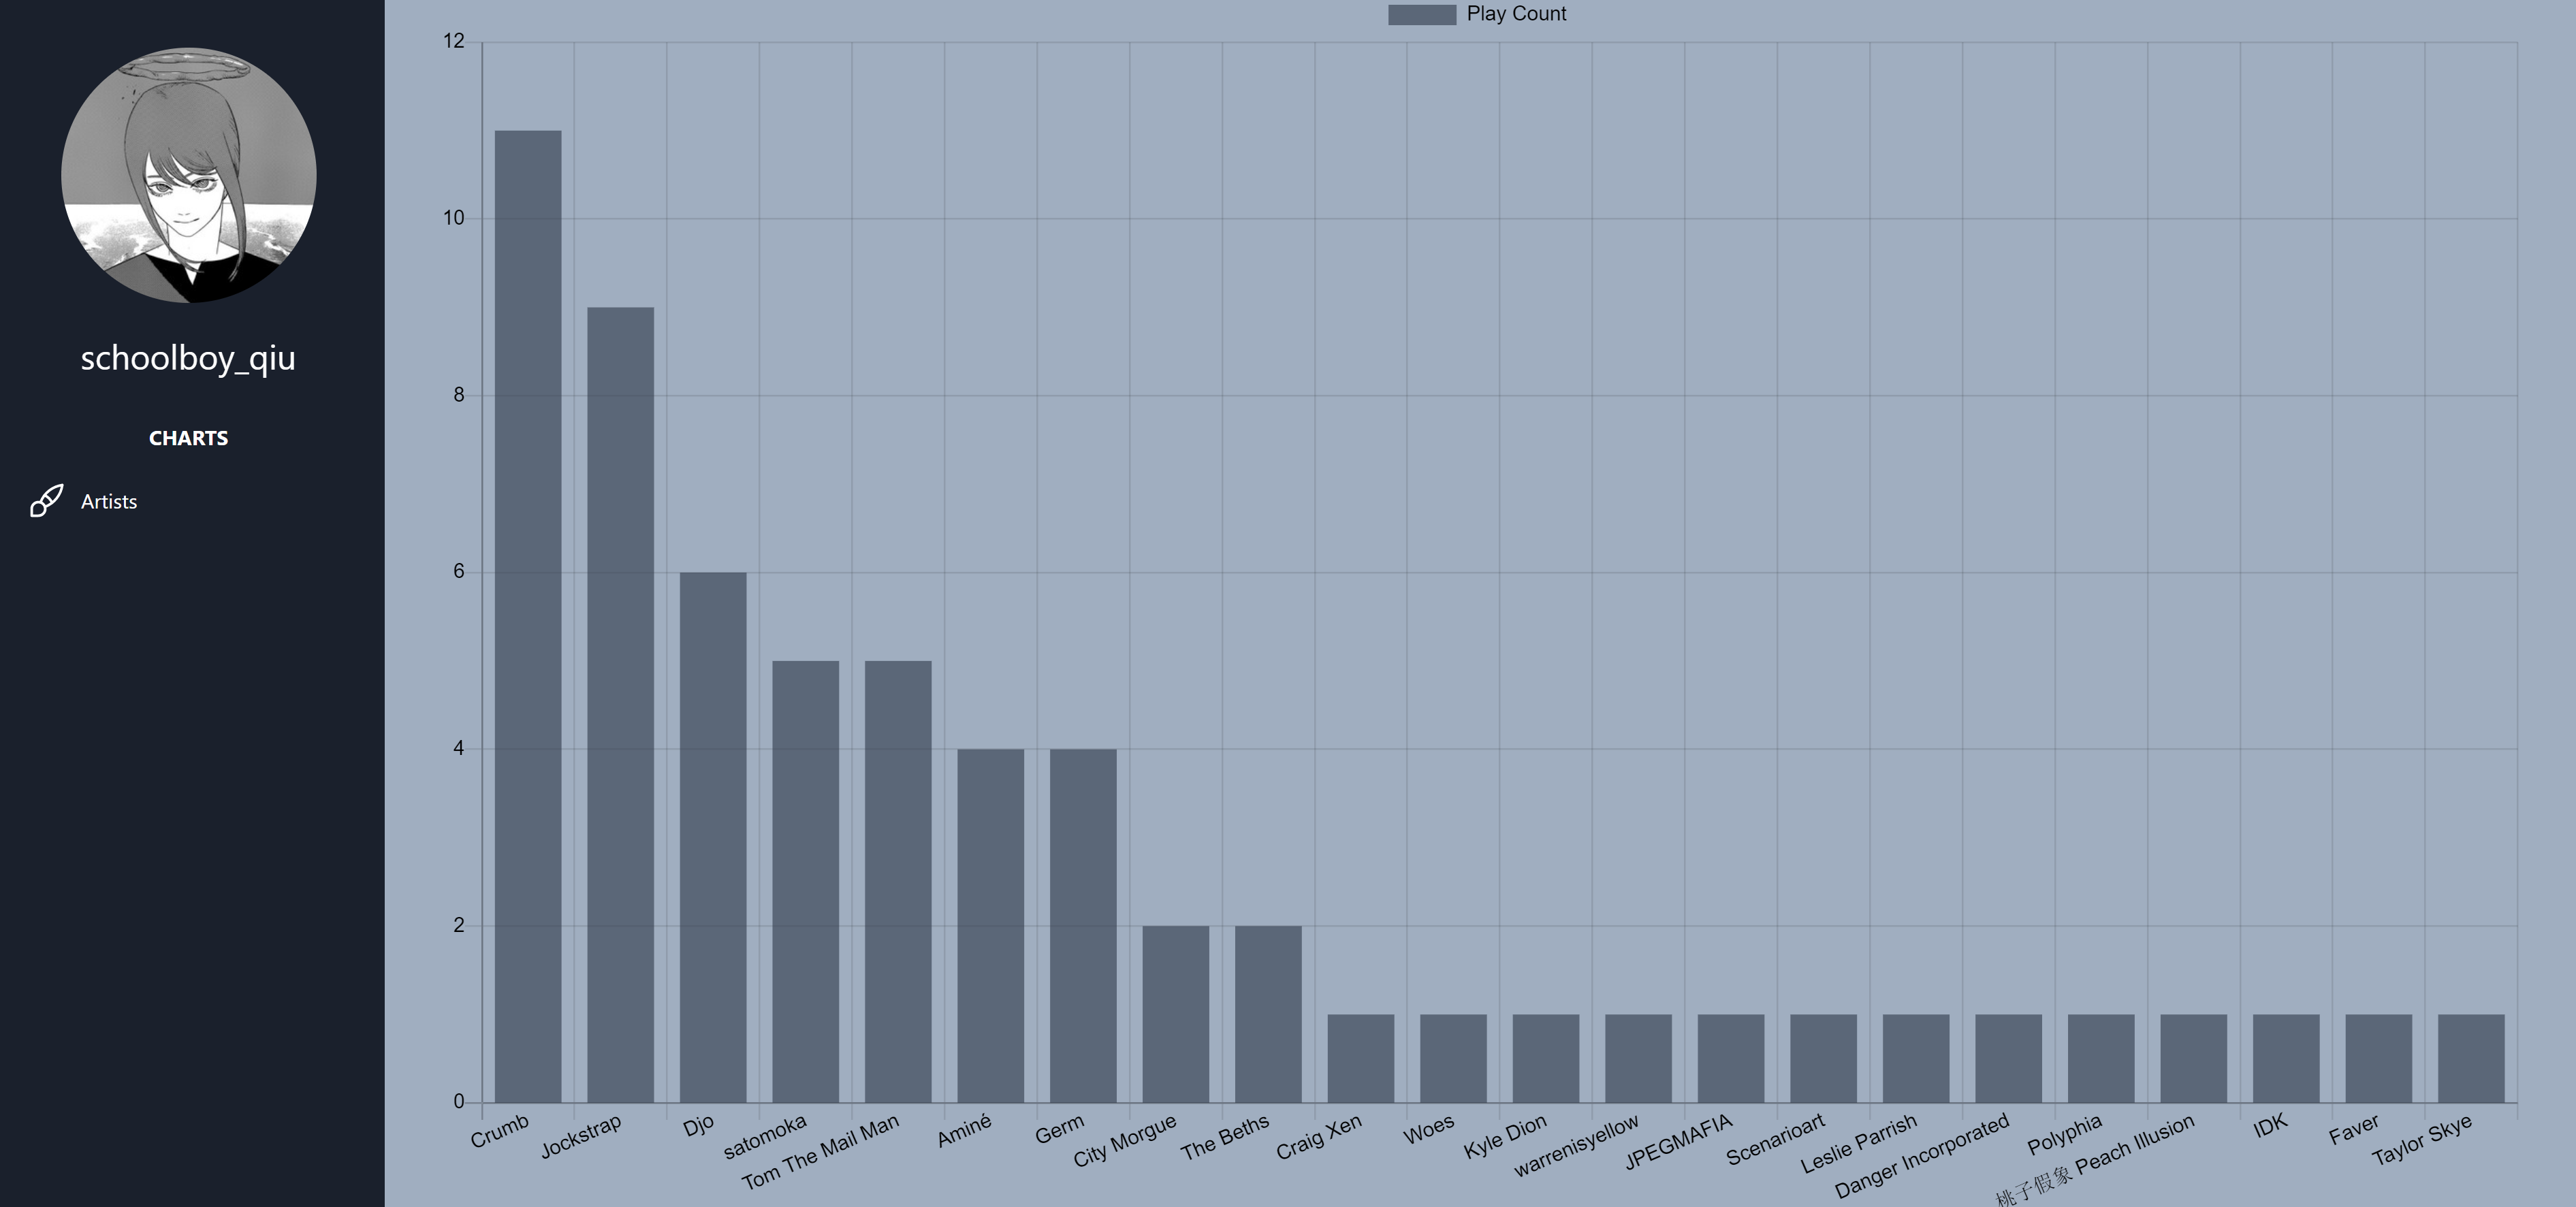 schoolboy_qiu
CHARTS
Artists
Play Count
12
10
8
6
4
2
0
Crumb
Jockstrap
Djo
satomoka
Tom The Mail Man
Aminé
Germ
City Morgue
The Beths
Craig Xen
Woes
Kyle Dion
warrenisyellow
JPEGMAFIA
Scenarioart
Leslie Parrish
Danger Incorporated
Polyphia
桃子假象 Peach Illusion
IDK
Faver
Taylor Skye